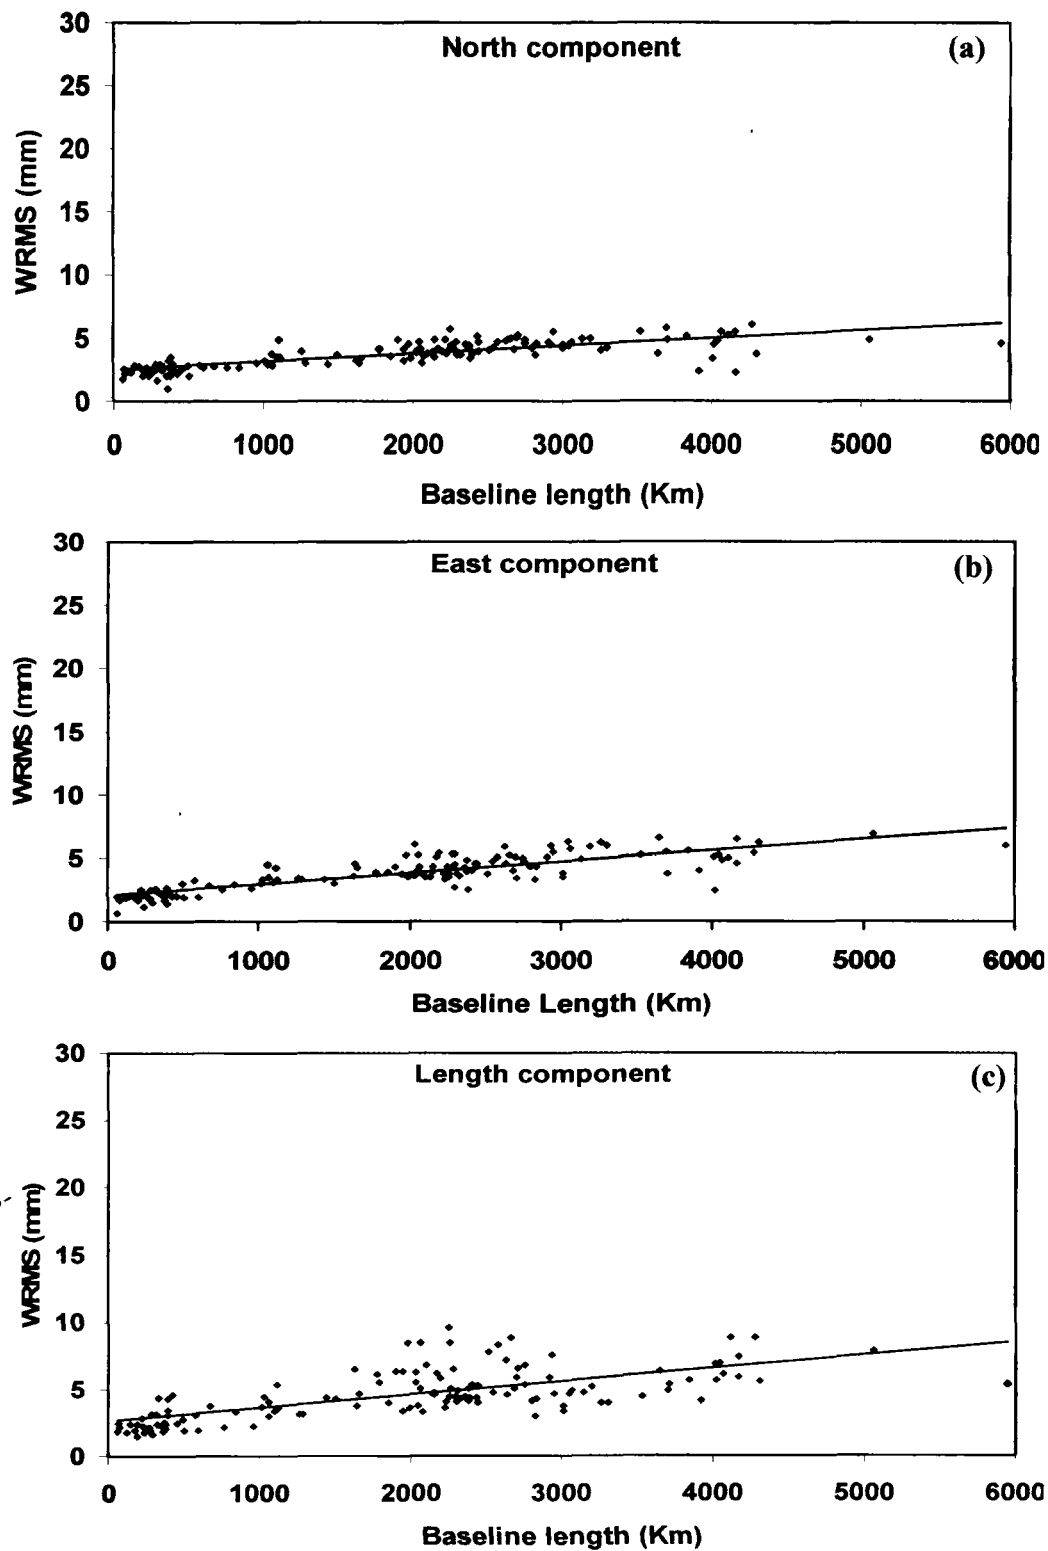 30
North component (a)
25
20
15
10
5
0
WRMS (mm)
0 1000 2000 3000 4000 5000 6000
Baseline length (Km)
30
East component (b)
25
20
15
10
5
0
WRMS (mm)
0 1000 2000 3000 4000 5000 6000
Baseline Length (Km)
30
Length component (c)
25
20
15
10
5
0
WRMS (mm)
0 1000 2000 3000 4000 5000 6000
Baseline length (Km)